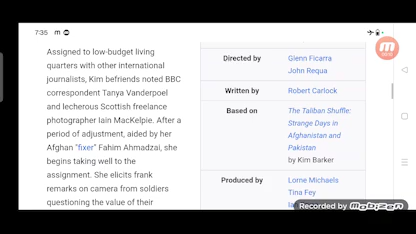 7:35
Assigned to low-budget living
quarters with other international
journalists, Kim befriends noted BBC
correspondent Tanya Vanderpoel
and lecherous Scottish freelance
photographer Iain MacKelpie. After a
period of adjustment, aided by her
Afghan "fixer" Fahim Ahmadzai, she
begins taking well to the
assignment. She elicits frank
remarks on camera from soldiers
questioning the value of their
Directed by
Glenn Ficarra
John Requa
Written by
Robert Carlock
Based on
The Taliban Shuffle:
Strange Days in
Afghanistan and
Pakistan
by Kim Barker
Produced by
Lorne Michaels
Tina Fey
Recorded by mobizen